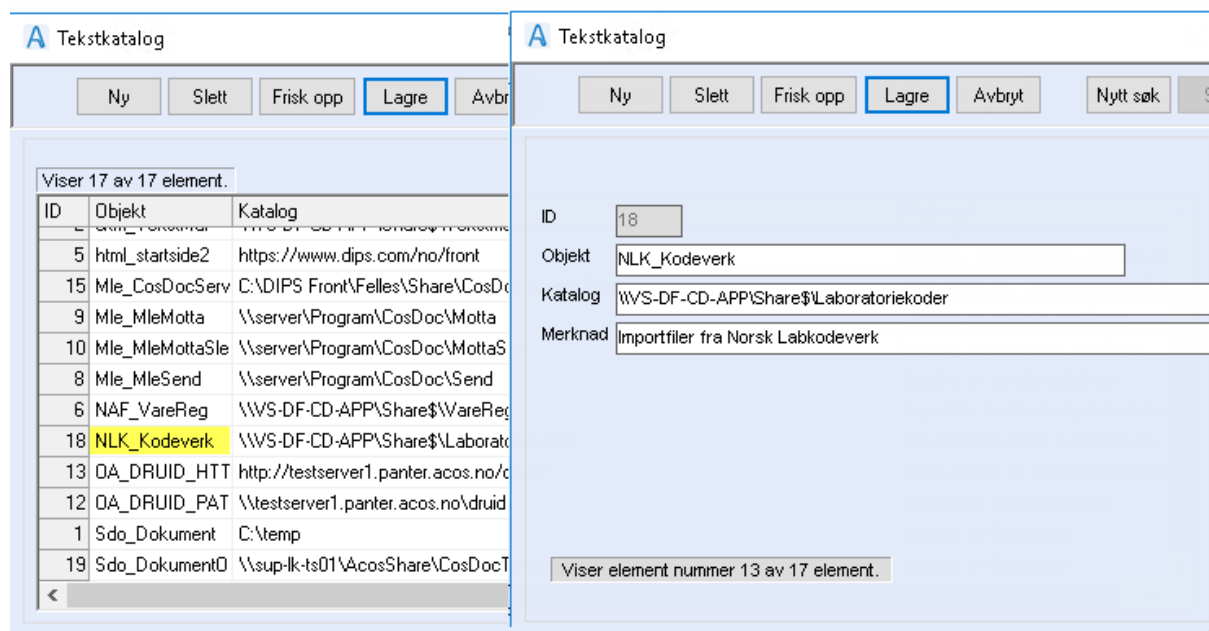 Tekstkatalog
Ny Slett Frisk opp Lagre
Viser 17 av 17 element.
ID Objekt Katalog
5 html_startside2 https://www.dips.com/no/front
15 Mle_CosDocServ C:\DIPS Front\Felles\Share\CosDo
9 Mle_MleMotta \\server\Program\CosDoc\Motta
10 Mle_MleMottaSle \\server\Program\CosDoc\MottaS
8 Mle_MleSend \\server\Program\CosDoc\Send
6 NAF_VareReg \\VS-DF-CD-APP\Share$\VareReg
18 NLK_Kodeverk \\VS-DF-CD-APP\Share$\Laborato
13 OA_DRUID_HTT http://testserver1.panter.acos.no/d
12 OA_DRUID_PAT \\testserver1.panter.acos.no\druid
1 Sdo_Dokument C:\temp
19 Sdo_DokumentO \\sup-lk-ts01\AcosShare\CosDocT
Tekstkatalog
Ny Slett Frisk opp Lagre Avbryt Nytt søk
ID 18
Objekt NLK_Kodeverk
Katalog \\VS-DF-CD-APP\Share$\Laboratoriekoder
Merknad Importfiler fra Norsk Labkodeverk
Viser element nummer 13 av 17 element.